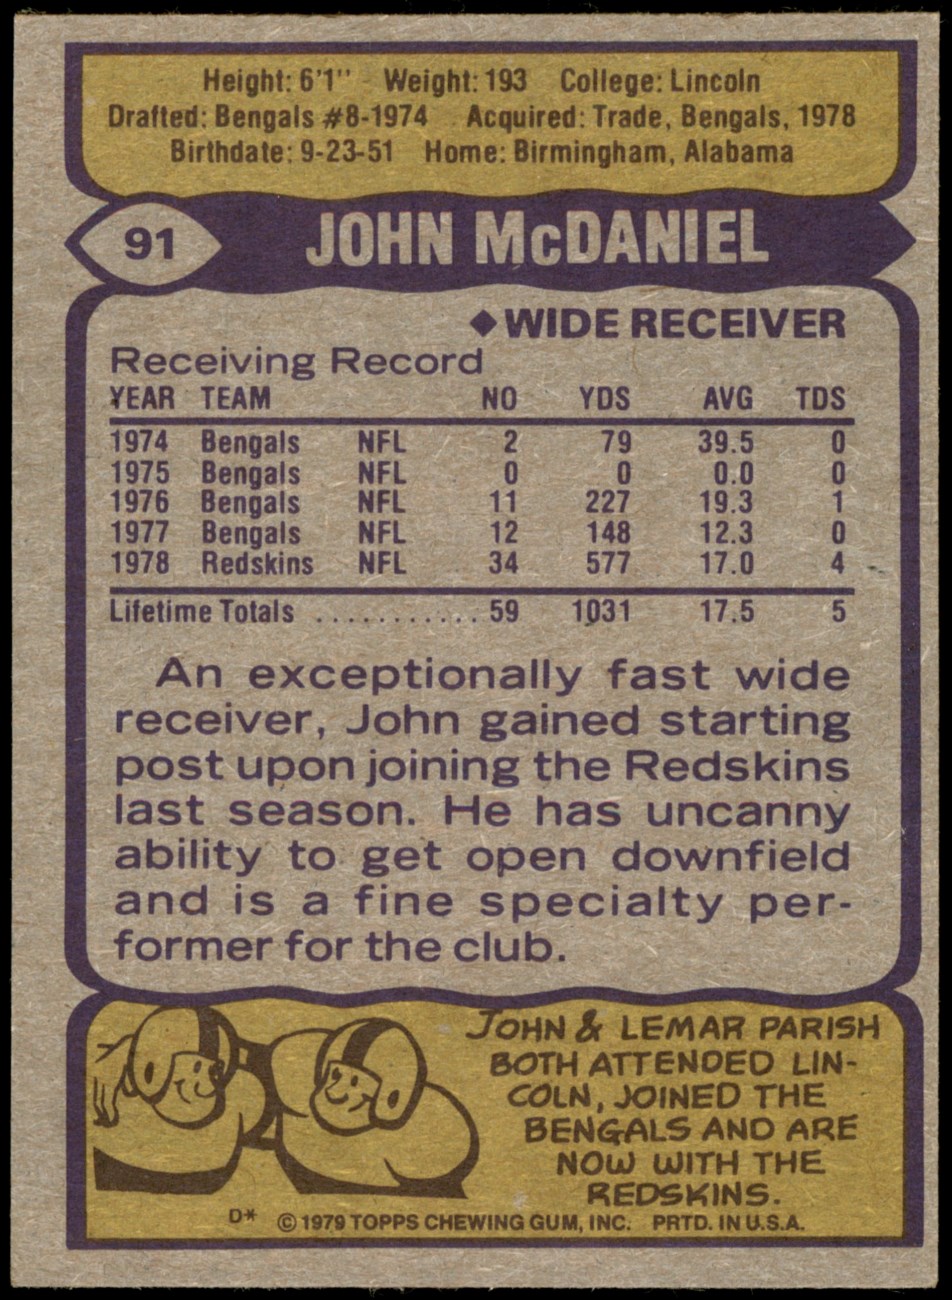 Height: 6'1" Weight: 193 College: Lincoln
Drafted: Bengals #8-1974 Acquired: Trade, Bengals, 1978
Birthdate: 9-23-51 Home: Birmingham, Alabama
91 JOHN McDANIEL
◆WIDE RECEIVER
Receiving Record
YEAR TEAM NO YDS AVG TDS
1974 Bengals NFL 2 79 39.5 0
1975 Bengals NFL 0 0 0.0 0
1976 Bengals NFL 11 227 19.3 1
1977 Bengals NFL 12 148 12.3 0
1978 Redskins NFL 34 577 17.0 4
Lifetime Totals ........... 59 1031 17.5 5
An exceptionally fast wide
receiver, John gained starting
post upon joining the Redskins
last season. He has uncanny
ability to get open downfield
and is a fine specialty per-
former for the club.
JOHN & LEMAR PARISH
BOTH ATTENDED LIN-
COLN, JOINED THE
BENGALS AND ARE
NOW WITH THE
REDSKINS.
D* © 1979 TOPPS CHEWING GUM, INC. PRTD. IN U.S.A.